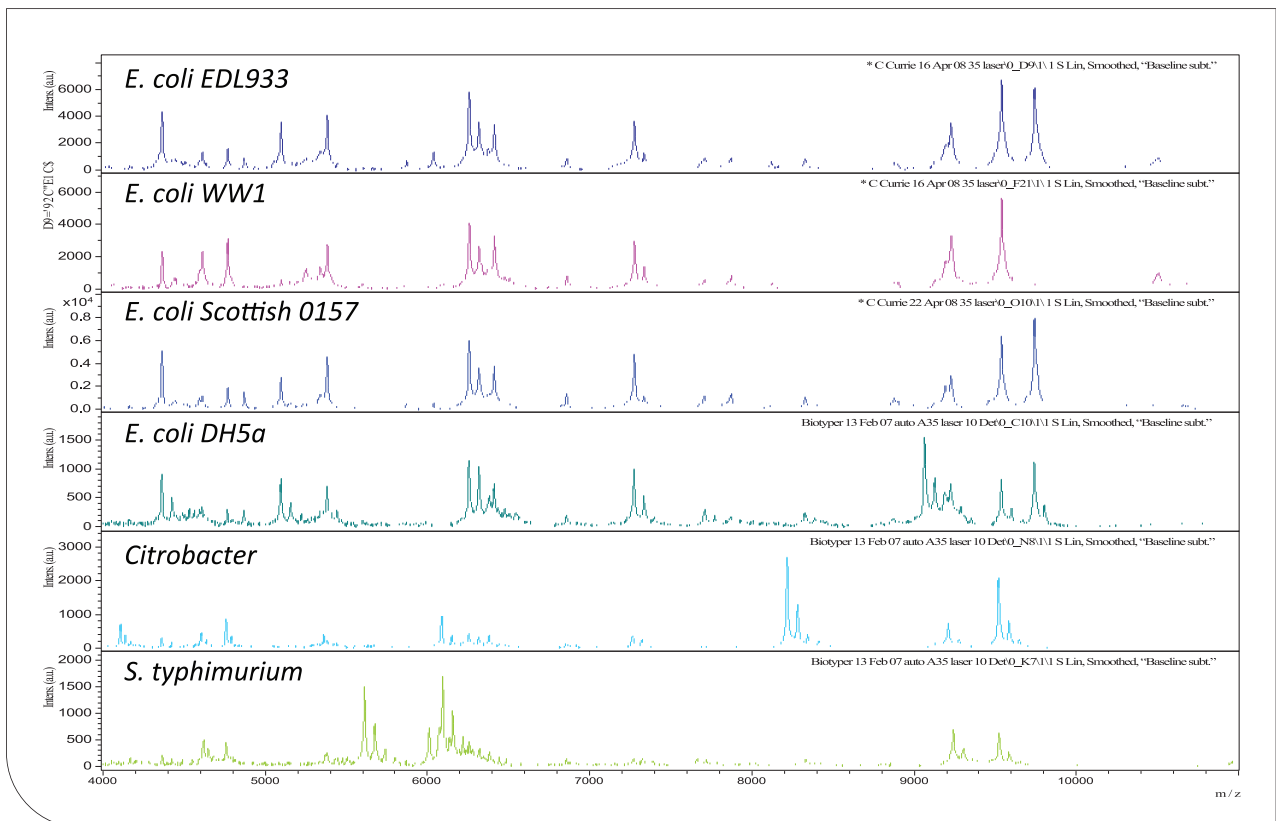 E. coli EDL933
* C Currie 16 Apr 08 35 laser\0_D9\1\ 1 S Lin, Smoothed, “Baseline subt.”
Intens. (a.u.)
6000
4000
2000
0
E. coli WW1
* C Currie 16 Apr 08 35 laser\0_F21\1\ 1 S Lin, Smoothed, “Baseline subt.”
6000
4000
2000
0
E. coli Scottish 0157
* C Currie 22 Apr 08 35 laser\0_O10\1\ 1 S Lin, Smoothed, “Baseline subt.”
Intens. (a.u.)
×10⁴
0.8
0.6
0.4
0.2
0.0
E. coli DH5a
Biotyper 13 Feb 07 auto A35 laser 10 Det\0_C10\1\1 S Lin, Smoothed, “Baseline subt.”
Intens. (a.u.)
1500
1000
500
0
Citrobacter
Biotyper 13 Feb 07 auto A35 laser 10 Det\0_N8\1\1 S Lin, Smoothed, “Baseline subt.”
Intens. (a.u.)
3000
2000
1000
0
S. typhimurium
Biotyper 13 Feb 07 auto A35 laser 10 Det\0_K7\1\1 S Lin, Smoothed, “Baseline subt.”
Intens. (a.u.)
2000
1500
1000
500
0
4000 5000 6000 7000 8000 9000 10000
m / z